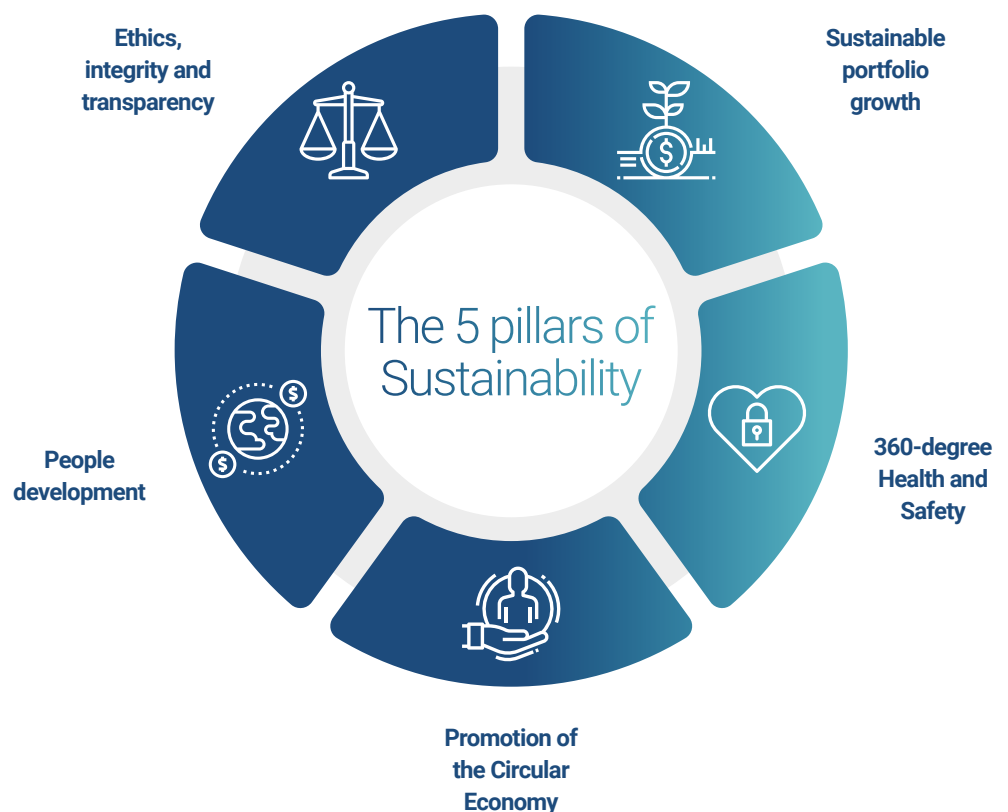 Ethics,
integrity and
transparency
Sustainable
portfolio
growth
The 5 pillars of
Sustainability
People
development
360-degree
Health and
Safety
Promotion of
the Circular
Economy
$
$
$